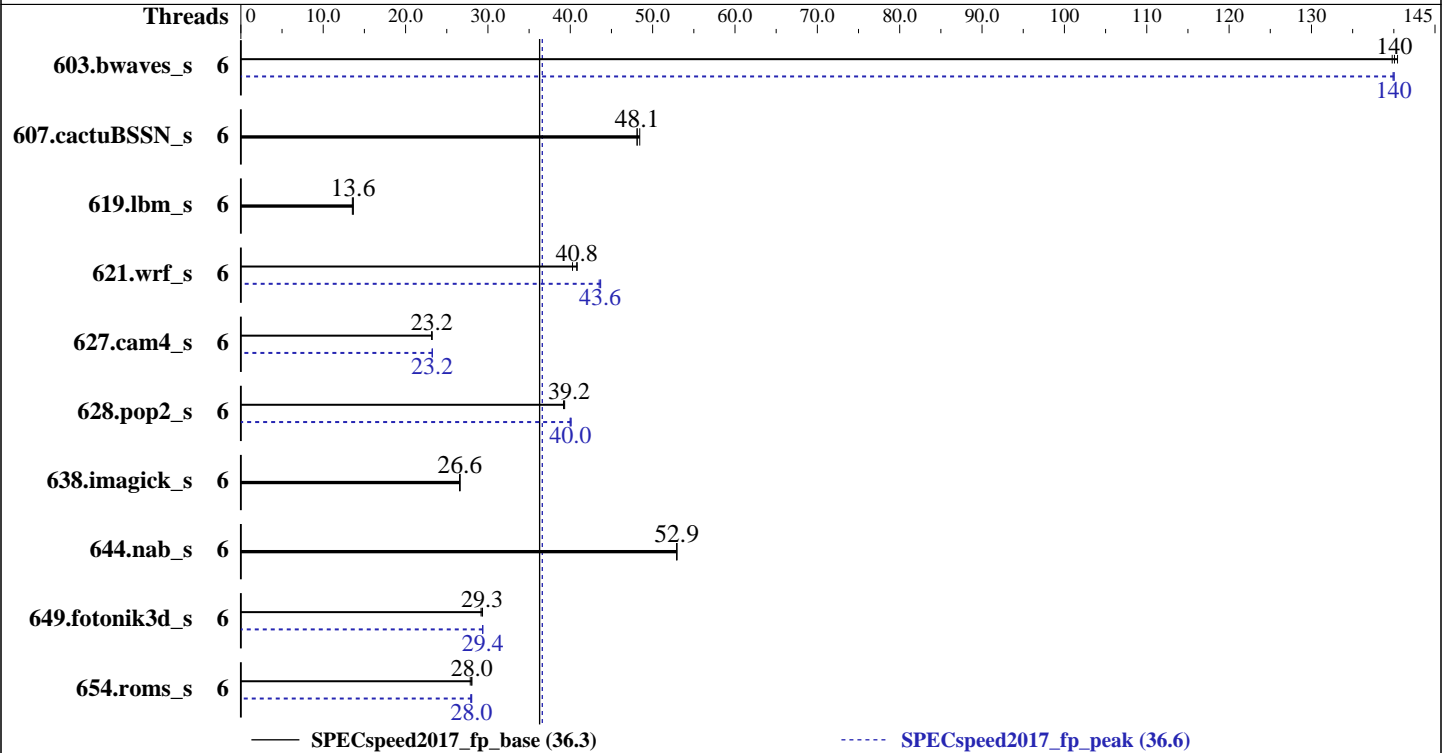 Threads 0 10.0 20.0 30.0 40.0 50.0 60.0 70.0 80.0 90.0 100 110 120 130 145
603.bwaves_s 6 140
140
607.cactuBSSN_s 6 48.1
619.lbm_s 6 13.6
621.wrf_s 6 40.8
43.6
627.cam4_s 6 23.2
23.2
628.pop2_s 6 39.2
40.0
638.imagick_s 6 26.6
644.nab_s 6 52.9
649.fotonik3d_s 6 29.3
29.4
654.roms_s 6 28.0
28.0
SPECspeed2017_fp_base (36.3) SPECspeed2017_fp_peak (36.6)